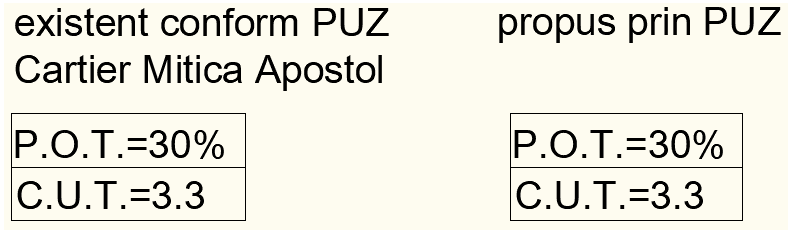 existent conform PUZ
Cartier Mitica Apostol
P.O.T.=30%
C.U.T.=3.3
propus prin PUZ
P.O.T.=30%
C.U.T.=3.3